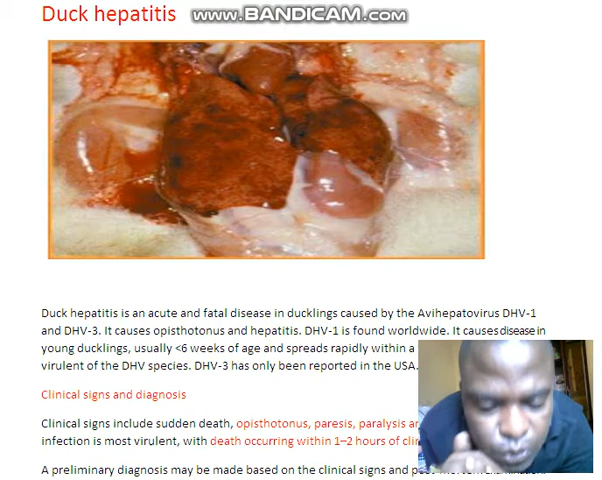 Duck hepatitis
www.BANDICAM.com
Duck hepatitis is an acute and fatal disease in ducklings caused by the Avihepatovirus DHV-1
and DHV-3. It causes opisthotonus and hepatitis. DHV-1 is found worldwide. It causes disease in
young ducklings, usually <6 weeks of age and spreads rapidly within a
virulent of the DHV species. DHV-3 has only been reported in the USA.
Clinical signs and diagnosis
Clinical signs include sudden death, opisthotonus, paresis, paralysis
infection is most virulent, with death occurring within 1–2 hours of
A preliminary diagnosis may be made based on the clinical signs and